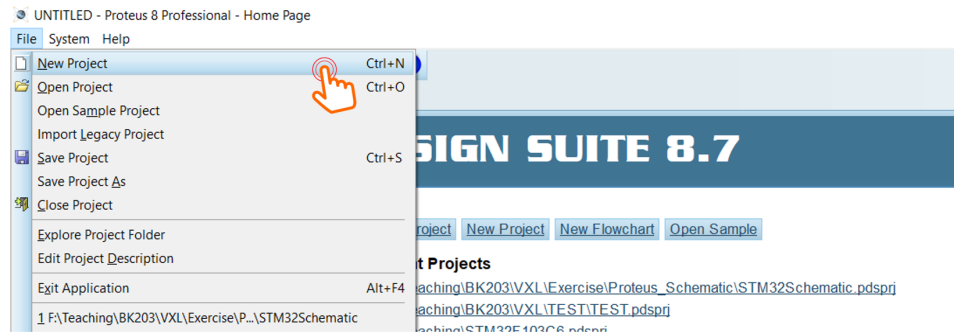 UNTITLED - Proteus 8 Professional - Home Page
File System Help
New Project Ctrl+N
Open Project Ctrl+O
Open Sample Project
Import Legacy Project
SIGN SUITE 8.7
Save Project Ctrl+S
Save Project As
Close Project
roject New Project New Flowchart Open Sample
Explore Project Folder
Edit Project Description
t Projects
Exit Application Alt+F4
eaching\BK203\VXL\Exercise\Proteus_Schematic\STM32Schematic.pdsprj
eaching\BK203\VXL\TEST\TEST.pdsprj
1 F:\Teaching\BK203\VXL\Exercise\P...\STM32Schematic
eaching\STM32F103C6.pdsprj